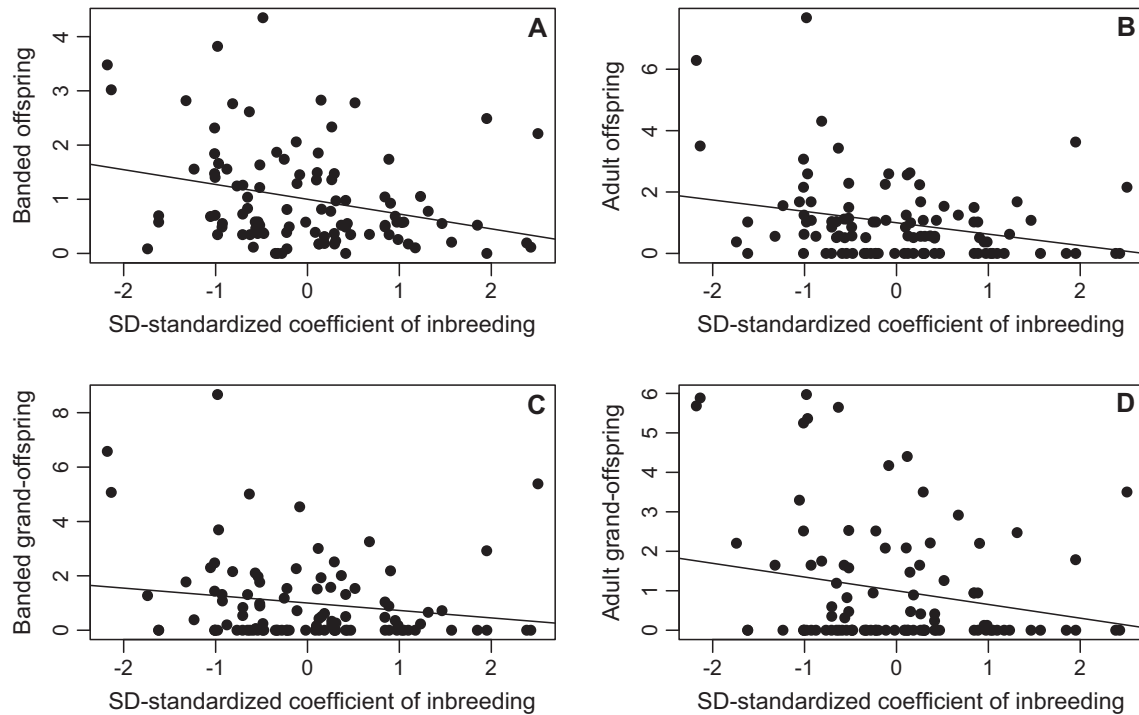 A
Banded offspring
4
3
2
1
0
-2 -1 0 1 2
SD-standardized coefficient of inbreeding
B
Adult offspring
6
4
2
0
-2 -1 0 1 2
SD-standardized coefficient of inbreeding
C
Banded grand-offspring
8
6
4
2
0
-2 -1 0 1 2
SD-standardized coefficient of inbreeding
D
Adult grand-offspring
6
5
4
3
2
1
0
-2 -1 0 1 2
SD-standardized coefficient of inbreeding